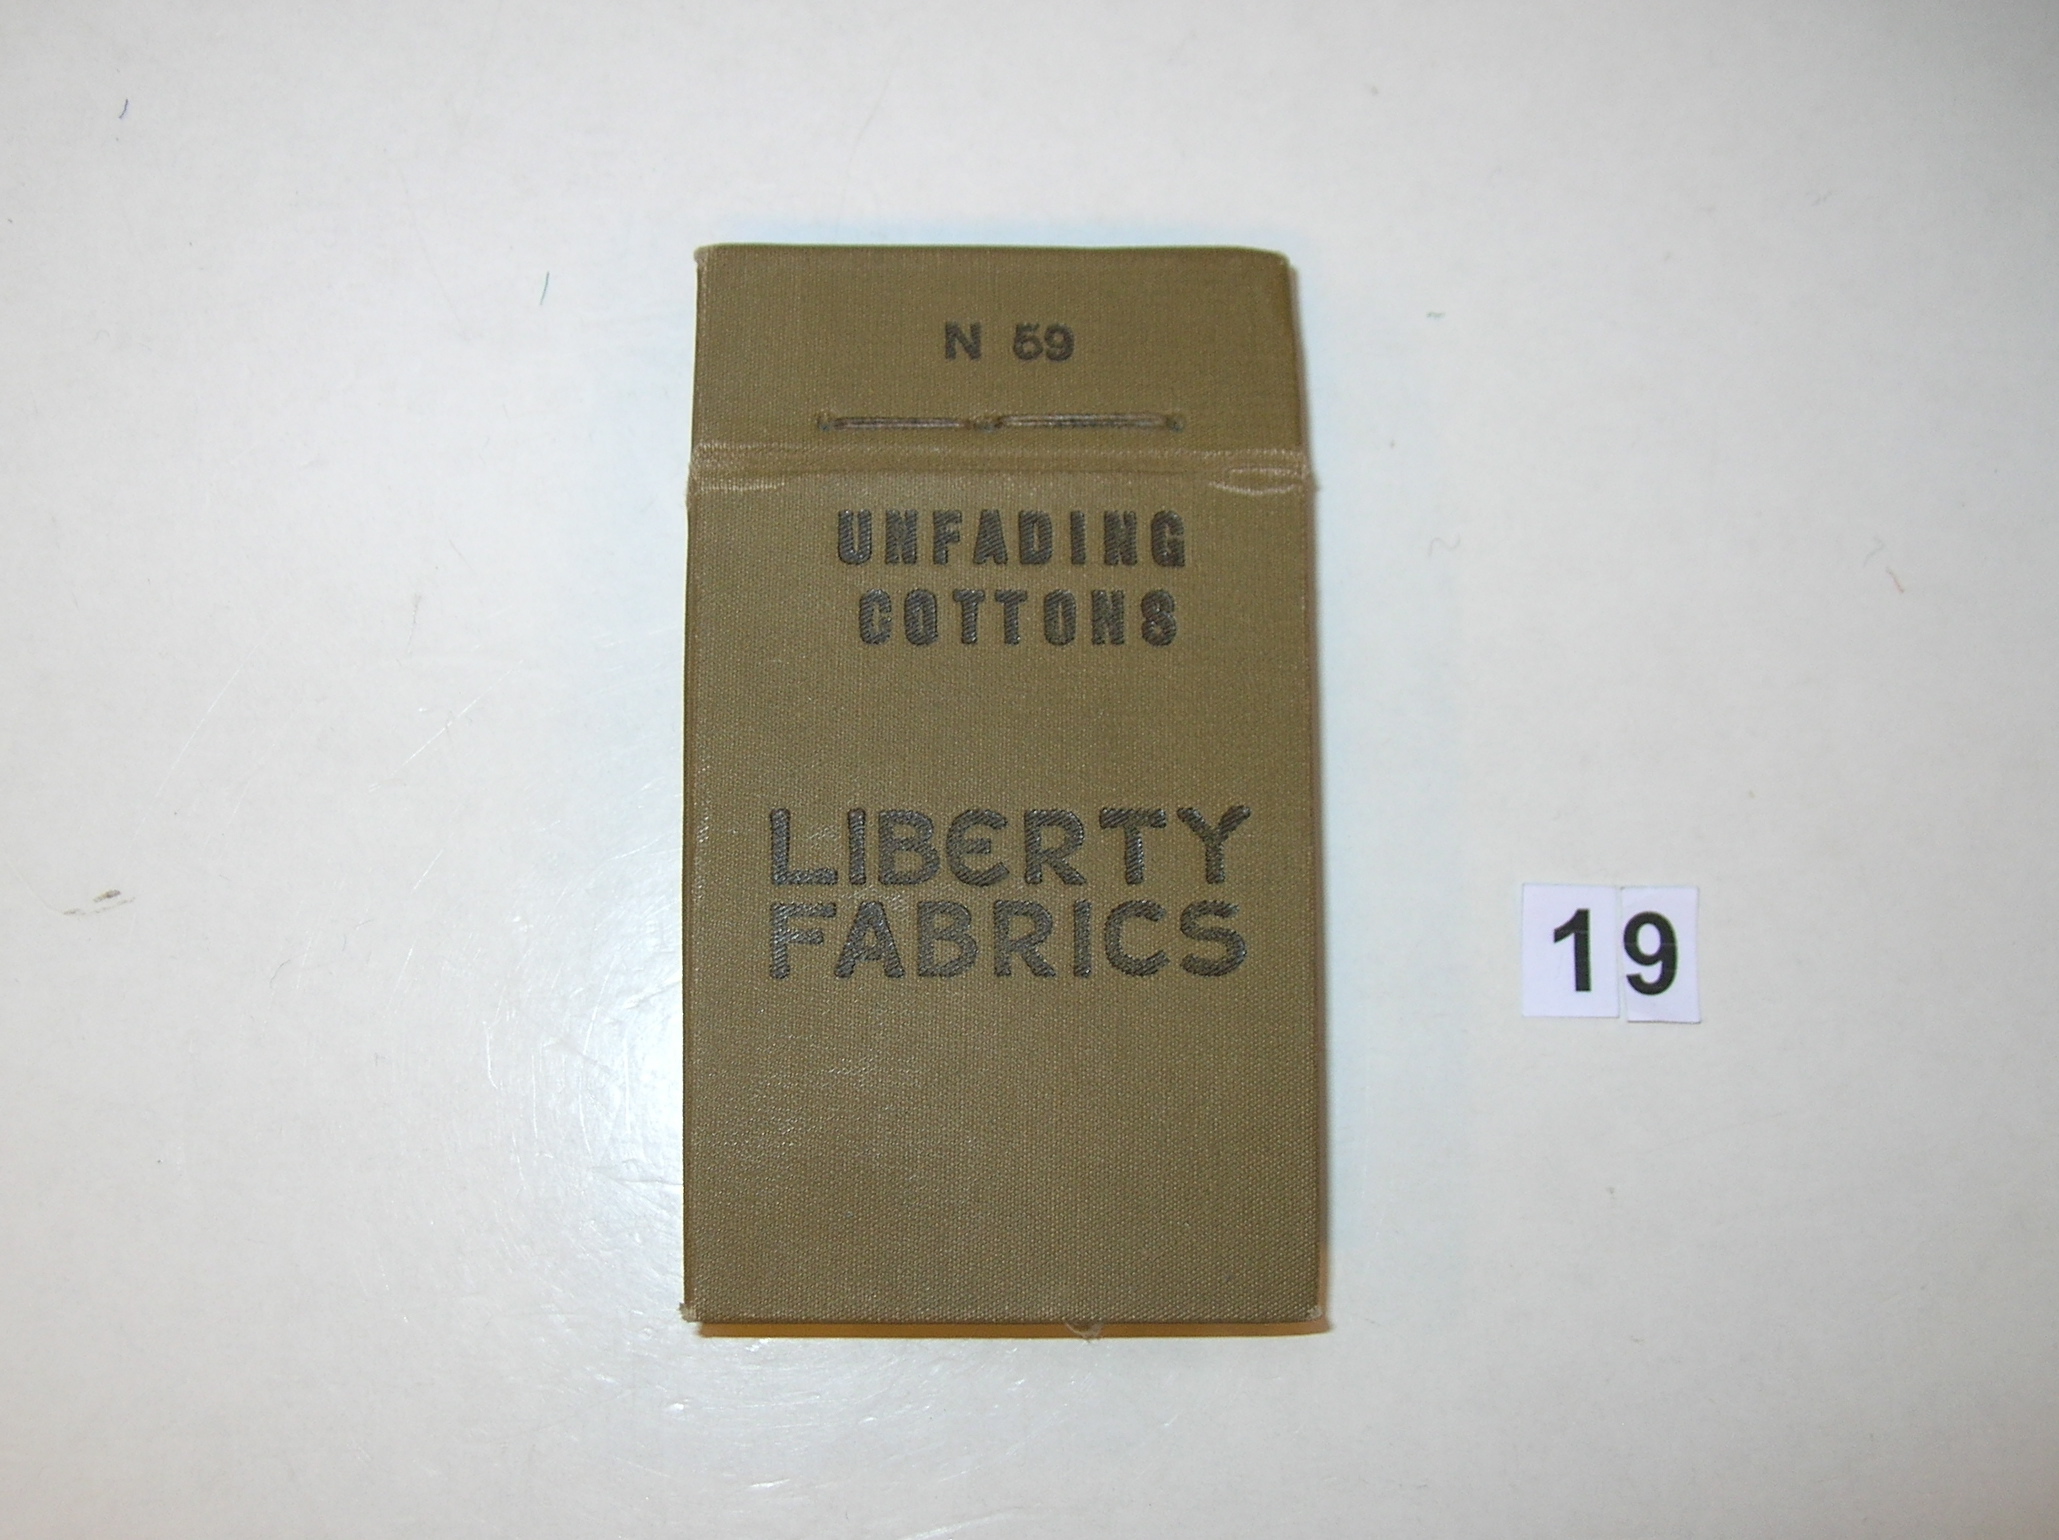 N 59
UNFADING
COTTONS
LIBERTY
FABRICS
19